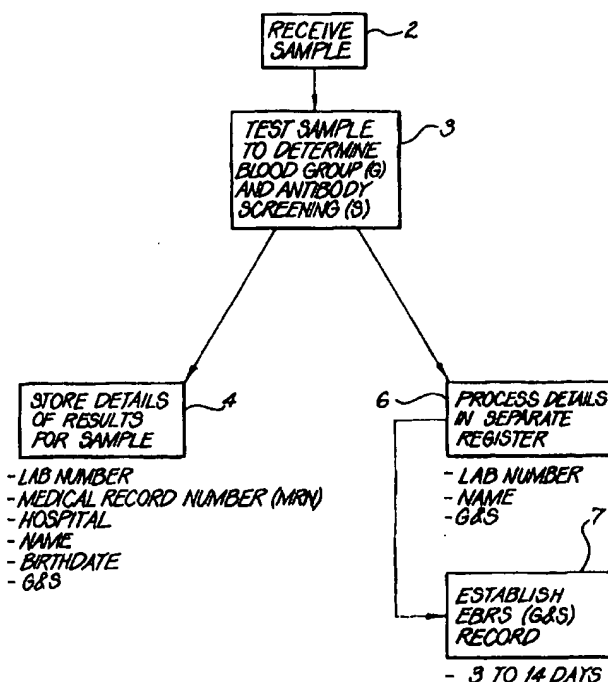 RECEIVE
SAMPLE
2
TEST SAMPLE
TO DETERMINE
BLOOD GROUP (G)
AND ANTIBODY
SCREENING (S)
3
STORE DETAILS
OF RESULTS
FOR SAMPLE
4
- LAB NUMBER
- MEDICAL RECORD NUMBER (MRN)
- HOSPITAL
- NAME
- BIRTHDATE
- G&S
6
PROCESS DETAILS
IN SEPARATE
REGISTER
- LAB NUMBER
- NAME
- G&S
7
ESTABLISH
EBRS (G&S)
RECORD
- 3 TO 14 DAYS